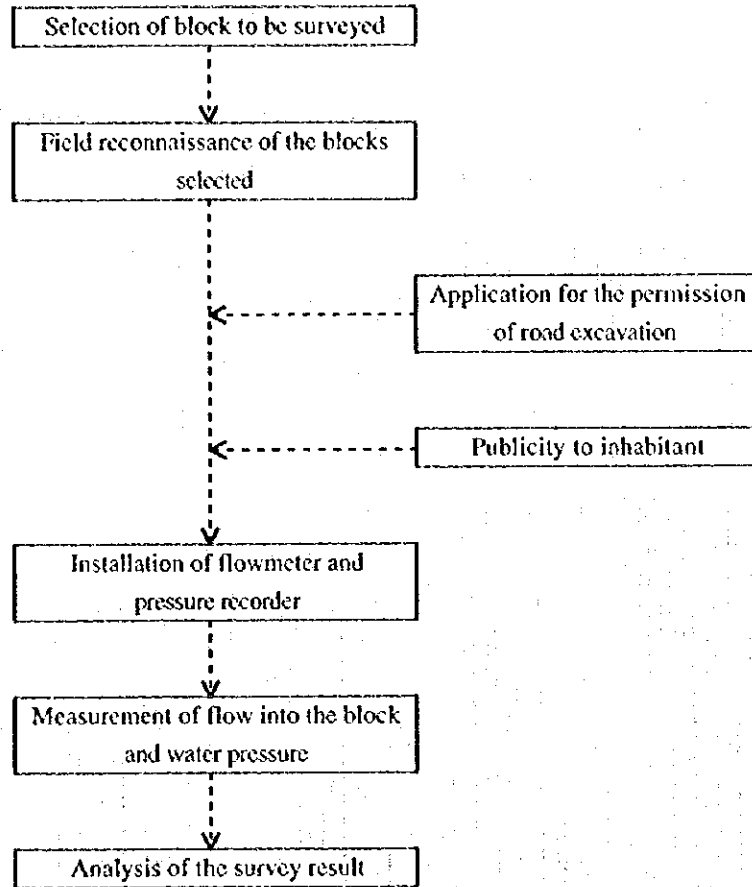 Selection of block to be surveyed
Field reconnaissance of the blocks
selected
Application for the permission
of road excavation
Publicity to inhabitant
Installation of flowmeter and
pressure recorder
Measurement of flow into the block
and water pressure
Analysis of the survey result